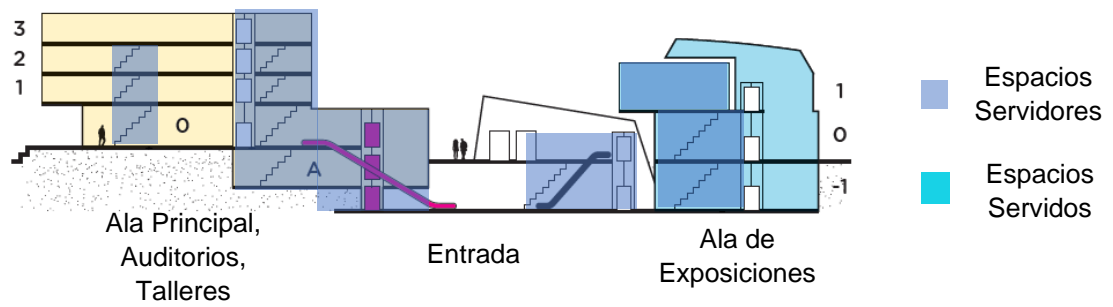 3
2
1
0
A
1
0
-1
Espacios
Servidores
Espacios
Servidos
Ala Principal,
Auditorios,
Talleres
Entrada
Ala de
Exposiciones